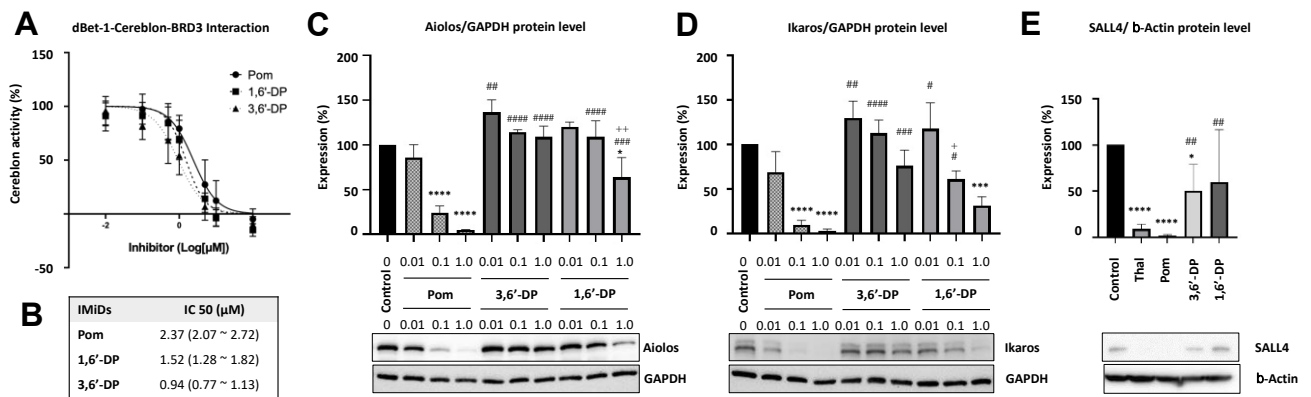 A
dBet-1-Cereblon-BRD3 Interaction
Cereblon activity (%)
150
100
50
-50
-2
0
2
Inhibitor (Log[μM])
Pom
1,6'-DP
3,6'-DP
B
IMiDs IC 50 (μM)
Pom 2.37 (2.07 ~ 2.72)
1,6'-DP 1.52 (1.28 ~ 1.82)
3,6'-DP 0.94 (0.77 ~ 1.13)
C
Aiolos/GAPDH protein level
Expression (%)
200
150
100
50
0
**** **** ## #### #### #### ++ ### *
0 0.01 0.1 1.0 0.01 0.1 1.0 0.01 0.1 1.0
Control Pom 3,6'-DP 1,6'-DP
0 0.01 0.1 1.0 0.01 0.1 1.0 0.01 0.1 1.0
Aiolos
GAPDH
D
Ikaros/GAPDH protein level
Expression (%)
200
150
100
50
0
**** **** ## #### ### # + # ***
0 0.01 0.1 1.0 0.01 0.1 1.0 0.01 0.1 1.0
Control Pom 3,6'-DP 1,6'-DP
0 0.01 0.1 1.0 0.01 0.1 1.0 0.01 0.1 1.0
Ikaros
GAPDH
E
SALL4/ b-Actin protein level
Expression (%)
200
150
100
50
0
**** **** ## * ##
Control Thal Pom 3,6'-DP 1,6'-DP
SALL4
b-Actin